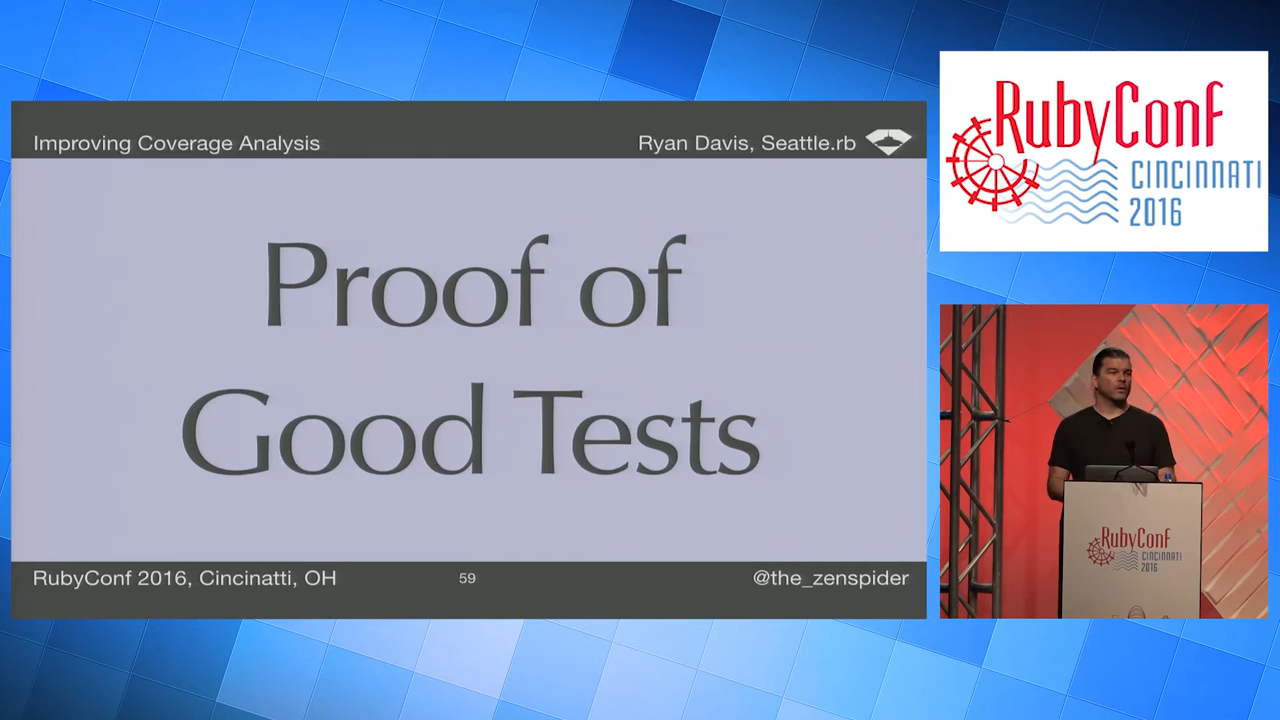 Improving Coverage Analysis
Ryan Davis, Seattle.rb
Proof of
Good Tests
RubyConf 2016, Cincinatti, OH
59
@the_zenspider
RubyConf
CINCINNATI
2016
RubyConf
CINCINNATI
2016